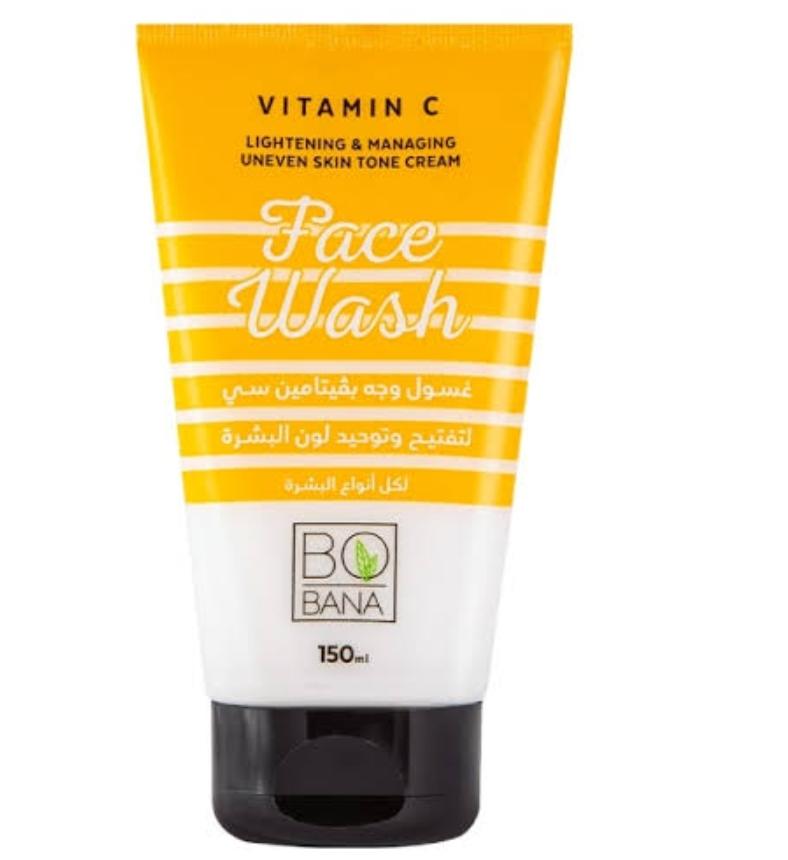 VITAMIN C
LIGHTENING & MANAGING
UNEVEN SKIN TONE CREAM
Face
Wash
غسول وجه بڤيتامين سي
لتفتيح وتوحيد لون البشرة
لكل أنواع البشرة
BO
BANA
150ml